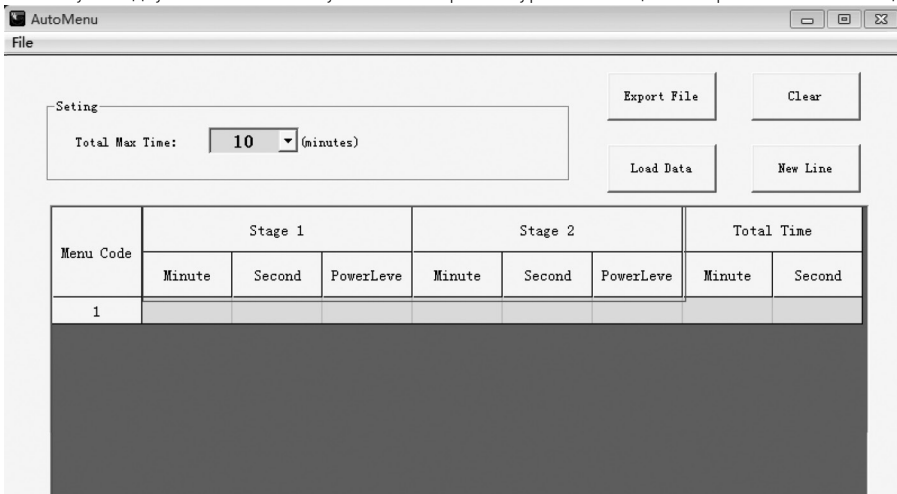 AutoMenu
File
Seting
Total Max Time: 10 (minutes)
Export File
Clear
Load Data
New Line
Menu Code
Stage 1
Stage 2
Total Time
Minute Second PowerLeve Minute Second PowerLeve Minute Second
1